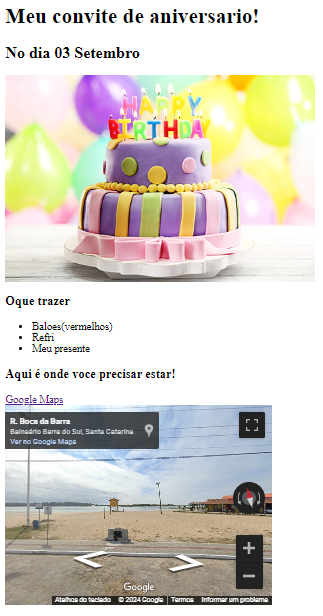 Meu convite de aniversario!
No dia 03 Setembro
HAPPY
BIRTHDAY
Oque trazer
Baloes(vermelhos)
Refri
Meu presente
Aqui é onde voce precisar estar!
Google Maps
R. Boca da Barra
Balneário Barra do Sul, Santa Catarina
Ver no Google Maps
Google
Atalhos do teclado © 2024 Google Termos Informar um problema